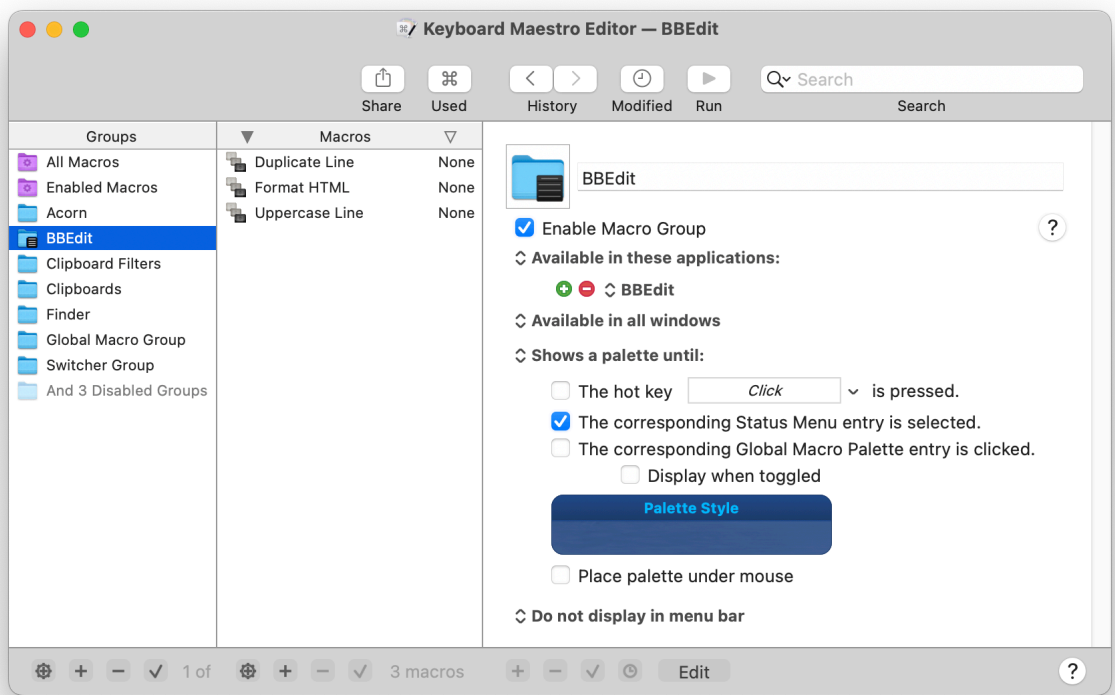 Keyboard Maestro Editor — BBEdit
Share
Used
History
Modified
Run
Search
Search
Groups
All Macros
Enabled Macros
Acorn
BBEdit
Clipboard Filters
Clipboards
Finder
Global Macro Group
Switcher Group
And 3 Disabled Groups
1 of
Macros
Duplicate Line None
Format HTML None
Uppercase Line None
3 macros
BBEdit
Enable Macro Group
?
Available in these applications:
BBEdit
Available in all windows
Shows a palette until:
The hot key Click is pressed.
The corresponding Status Menu entry is selected.
The corresponding Global Macro Palette entry is clicked.
Display when toggled
Palette Style
Place palette under mouse
Do not display in menu bar
Edit
?